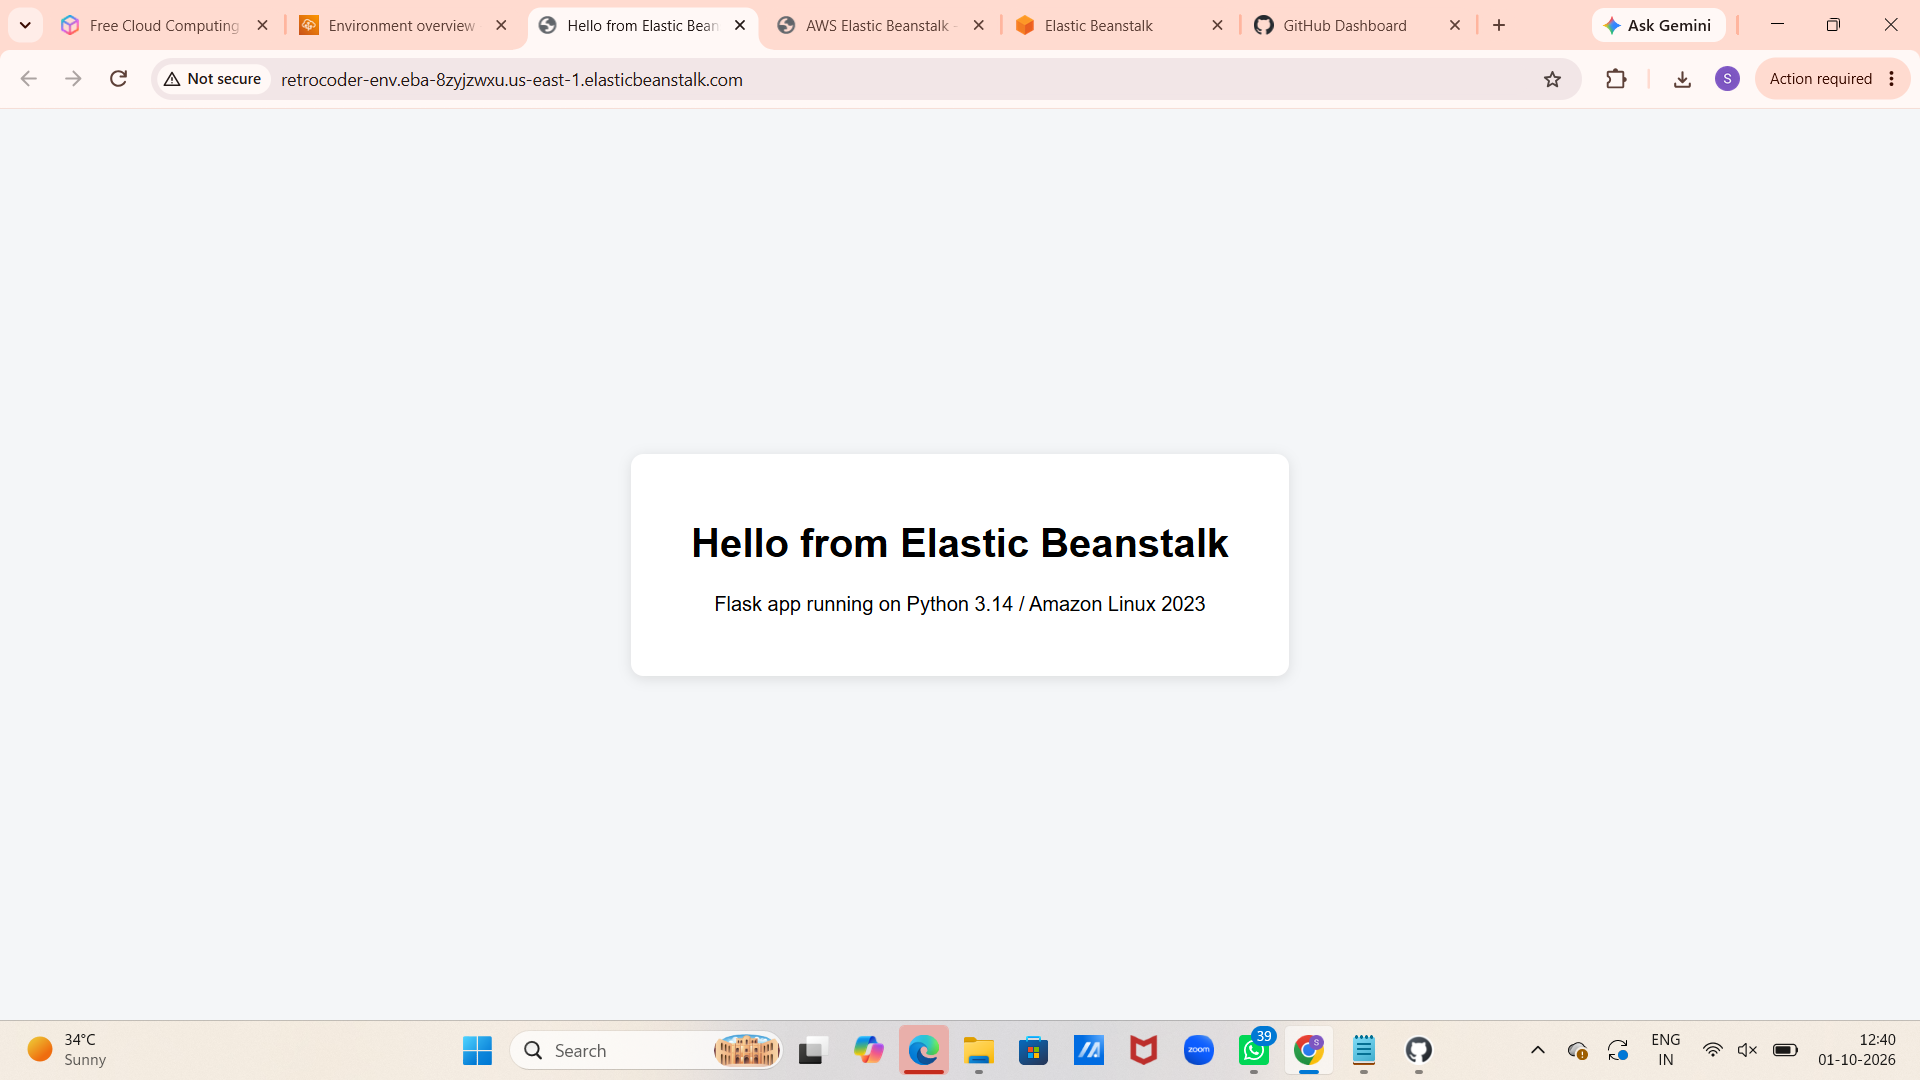 Free Cloud Computing
Environment overview
Hello from Elastic Bean
AWS Elastic Beanstalk -
Elastic Beanstalk
GitHub Dashboard
Ask Gemini
Not secure
retrocoder-env.eba-8zyjzwxu.us-east-1.elasticbeanstalk.com
S
Action required
Hello from Elastic Beanstalk
Flask app running on Python 3.14 / Amazon Linux 2023
34°C
Sunny
Search
zoom
39
S
ENG
IN
12:40
01-10-2026